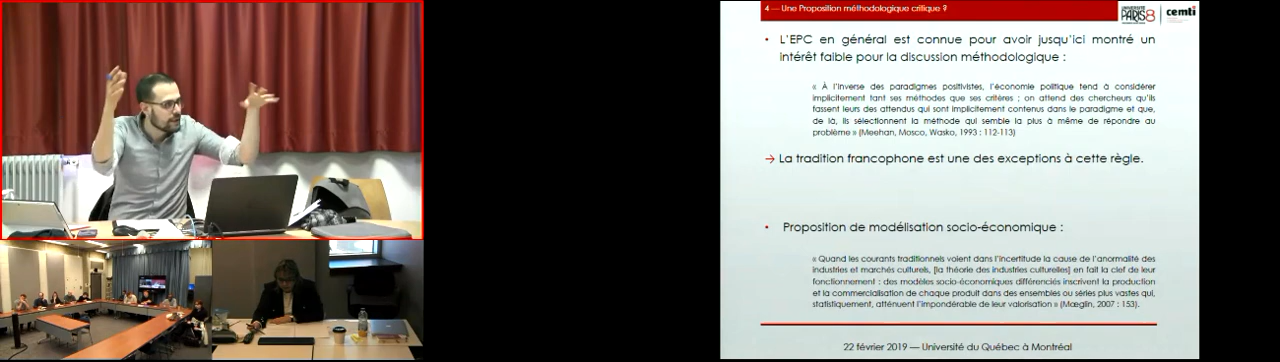 4 — Une Proposition méthodologique critique ?
UNIVERSITÉ
PARIS 8
cemti
• L'EPC en général est connue pour avoir jusqu'ici montré un
intérêt faible pour la discussion méthodologique :
« À l'inverse des paradigmes positivistes, l'économie politique tend à considérer
implicitement tant ses méthodes que ses critères ; on attend des chercheurs qu'ils
fassent leurs des attendus qui sont implicitement contenus dans le paradigme et que,
de là, ils sélectionnent la méthode qui semble la plus à même de répondre au
problème » (Meehan, Mosco, Wasko, 1993 : 112-113)
→ La tradition francophone est une des exceptions à cette règle.
• Proposition de modélisation socio-économique :
« Quand les courants traditionnels voient dans l'incertitude la cause de l'anormalité des
industries et marchés culturels, [la théorie des industries culturelles] en fait la clef de leur
fonctionnement : des modèles socio-économiques différenciés inscrivent la production
et la commercialisation de chaque produit dans des ensembles ou séries plus vastes qui,
statistiquement, atténuent l'impondérable de leur valorisation » (Mœglin, 2007 : 153).
22 février 2019 — Université du Québec à Montréal